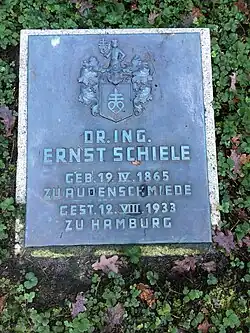 DR. ING.
ERNST SCHIELE
GEB. 19. IV. 1865
ZU AUDENSCHMIEDE
GEST. 12. VIII. 1933
ZU HAMBURG